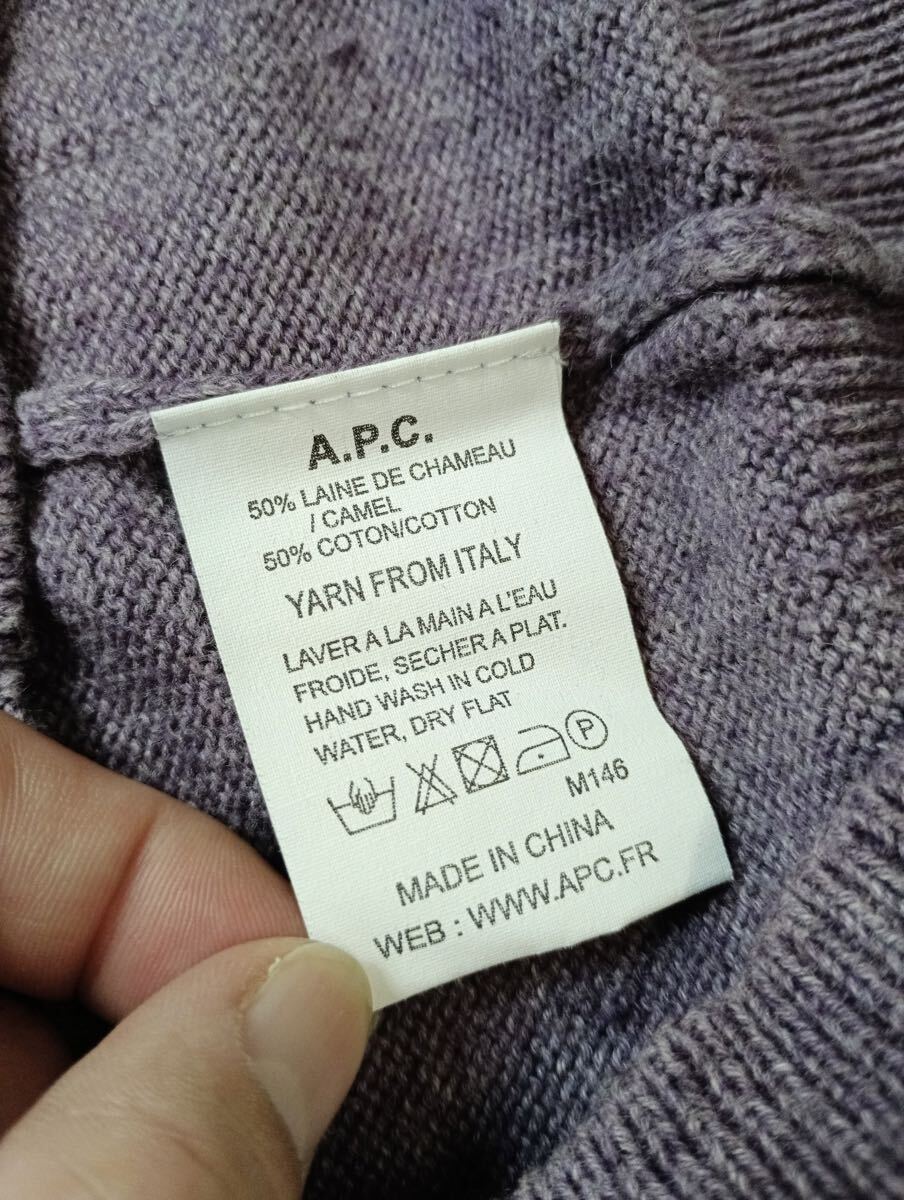 A.P.C.
50% LAINE DE CHAMEAU
/ CAMEL
50% COTON/COTTON
YARN FROM ITALY
LAVER A LA MAIN A L'EAU
FROIDE, SECHER A PLAT.
HAND WASH IN COLD
WATER, DRY FLAT
P
M146
MADE IN CHINA
WEB : WWW.APC.FR